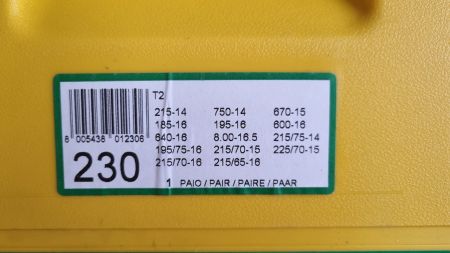 T2
215-14 750-14 670-15
185-16 195-16 600-16
640-16 8.00-16.5 215/75-14
195/75-16 215/70-15 225/70-15
215/70-16 215/65-16
8 005438 012306
230
1 PAIO / PAIR / PAIRE / PAAR